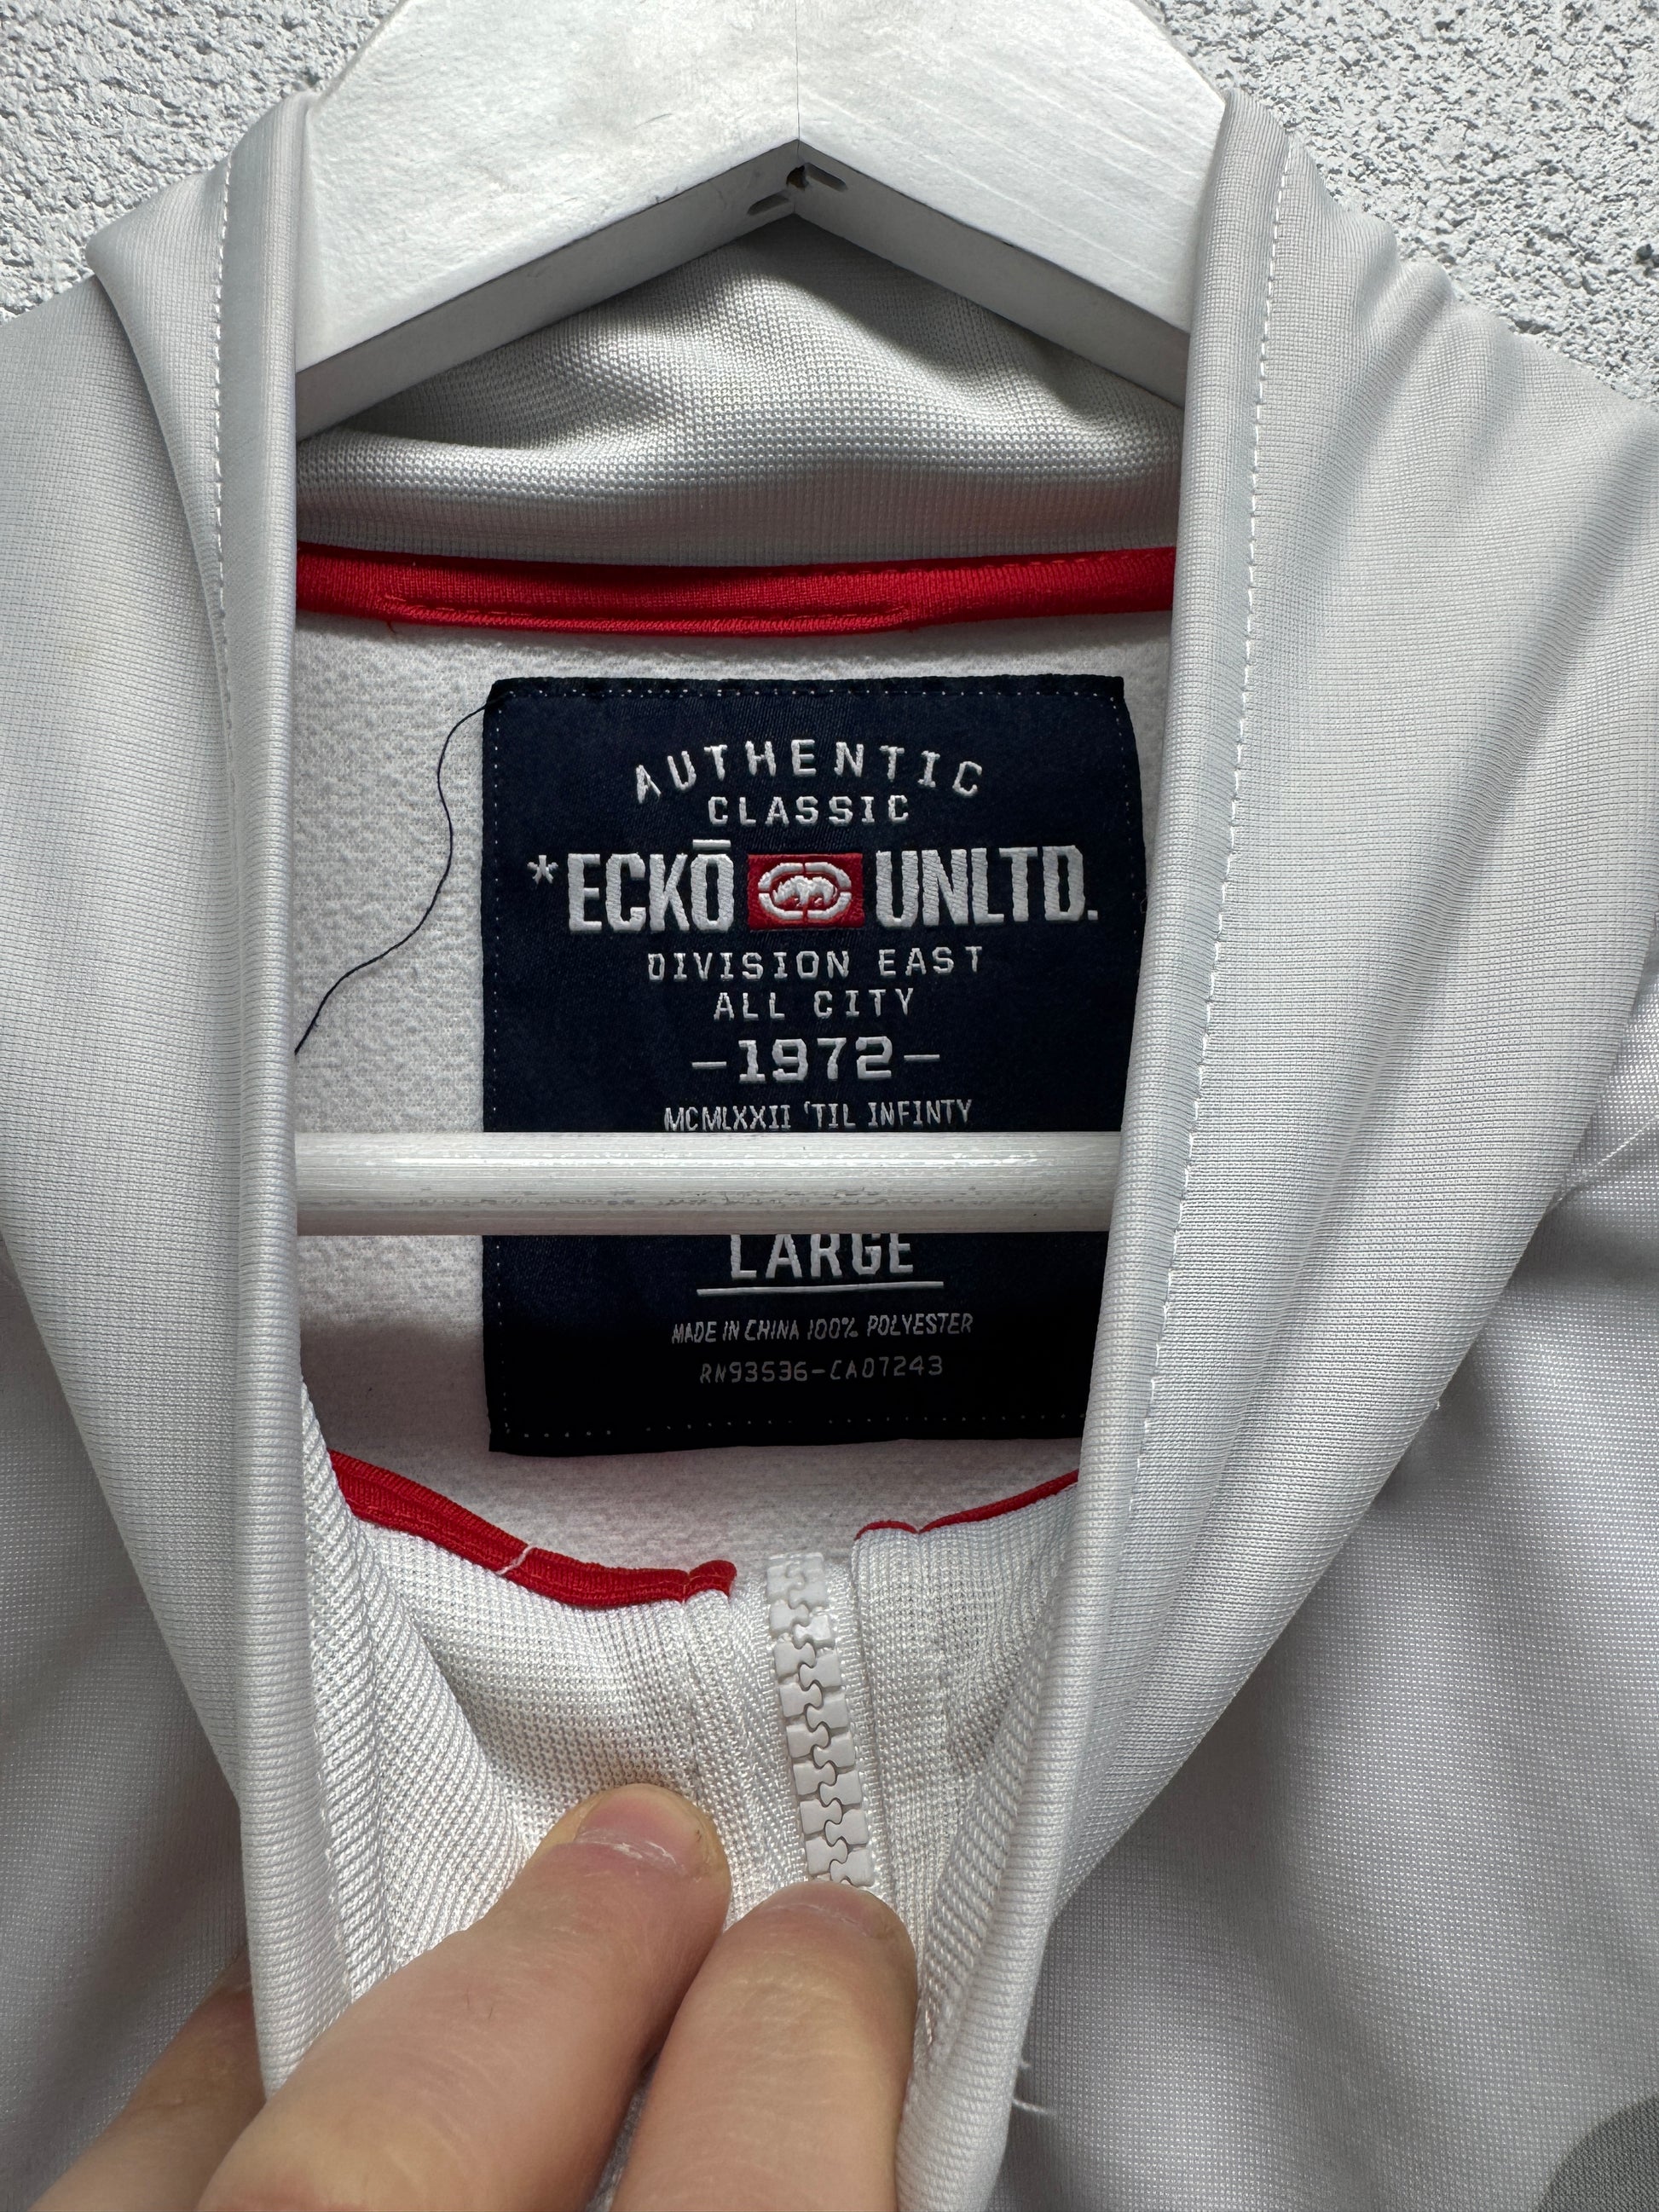 AUTHENTIC
CLASSIC
*ECKŌ UNLTD.
DIVISION EAST
ALL CITY
-1972-
MCMLXXII 'TIL INFINTY
LARGE
MADE IN CHINA 100% POLYESTER
RN93536-CA07243